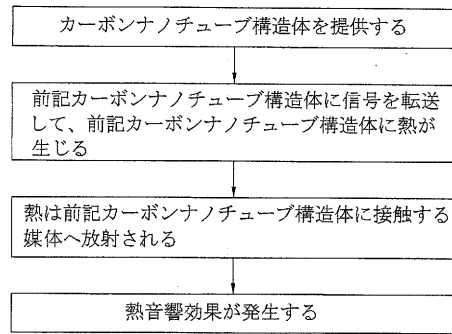 カーボンナノチューブ構造体を提供する
前記カーボンナノチューブ構造体に信号を転送
して、前記カーボンナノチューブ構造体に熱が
生じる
熱は前記カーボンナノチューブ構造体に接触する
媒体へ放射される
熱音響効果が発生する